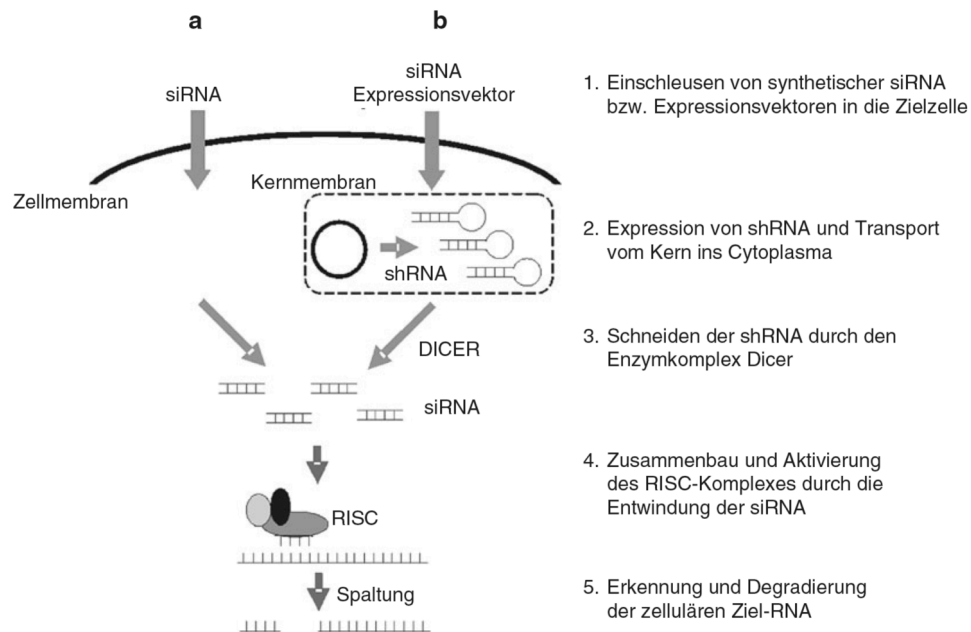 a
b
siRNA
siRNA
Expressionsvektor
Zellmembran
Kernmembran
shRNA
DICER
siRNA
RISC
Spaltung
1. Einschleusen von synthetischer siRNA
bzw. Expressionsvektoren in die Zielzelle
2. Expression von shRNA und Transport
vom Kern ins Cytoplasma
3. Schneiden der shRNA durch den
Enzymkomplex Dicer
4. Zusammenbau und Aktivierung
des RISC-Komplexes durch die
Entwindung der siRNA
5. Erkennung und Degradierung
der zellulären Ziel-RNA